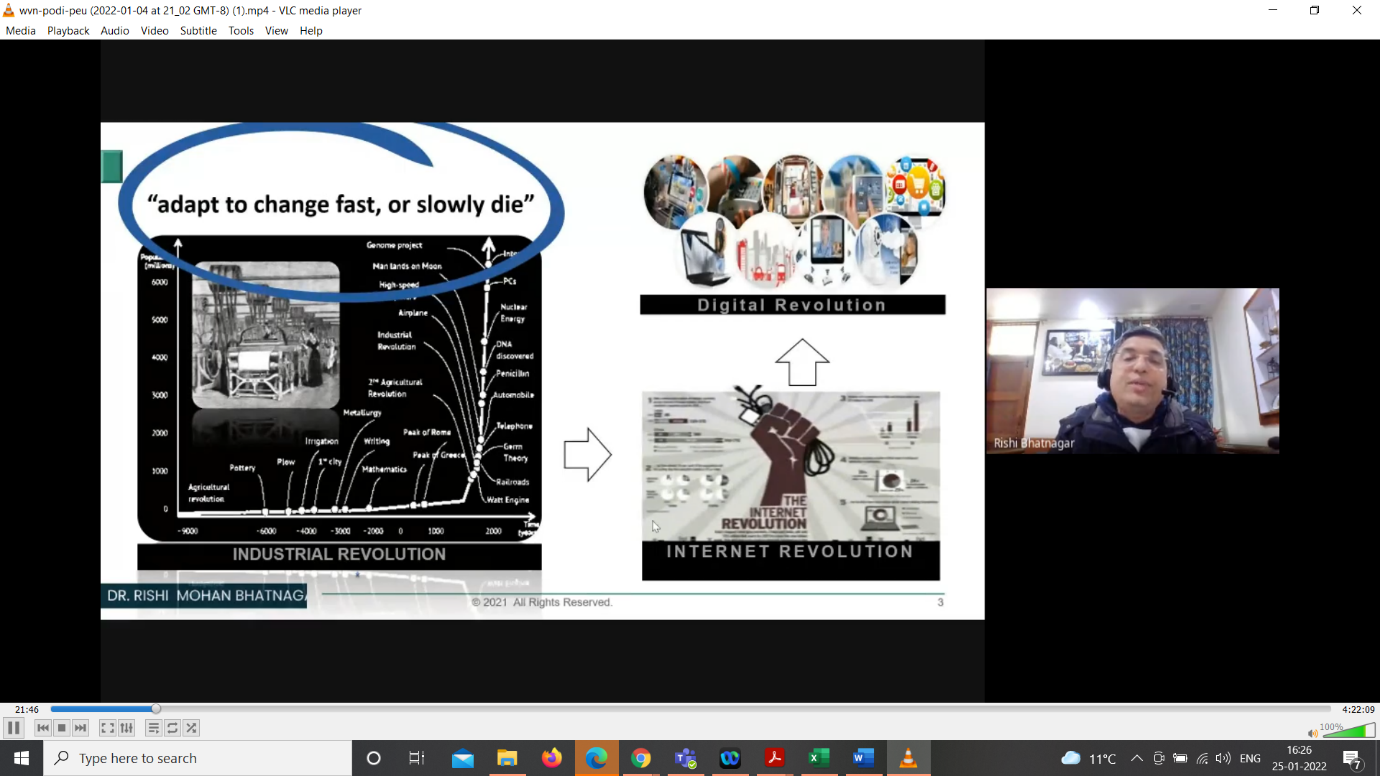 wvn-podi-peu (2022-01-04 at 21_02 GMT-8) (1).mp4 - VLC media player
Media Playback Audio Video Subtitle Tools View Help
“adapt to change fast, or slowly die”
Genome project
Man lands on Moon
High-speed
PCs
6000
Airplane
Nuclear
Energy
5000
Industrial
Revolution
DNA
discovered
4000
Penicillin
2nd Agricultural
Revolution
Automobile
3000
Metallurgy
Telephone
2000
Irrigation
Writing
Peak of Rome
Germ
Theory
Plow
1st city
Peak of Greece
Pottery
Mathematics
1000
Railroads
Agricultural
revolution
Watt Engine
0
-9000 -6000 -4000 -3000 -2000 0 1000 2000
INDUSTRIAL REVOLUTION
Digital Revolution
THE
INTERNET
REVOLUTION
INTERNET REVOLUTION
DR. RISHI MOHAN BHATNAGA
© 2021 All Rights Reserved.
3
Rishi Bhatnagar
21:46
4:22:09
100%
Type here to search
11°C
ENG
16:26
25-01-2022
7